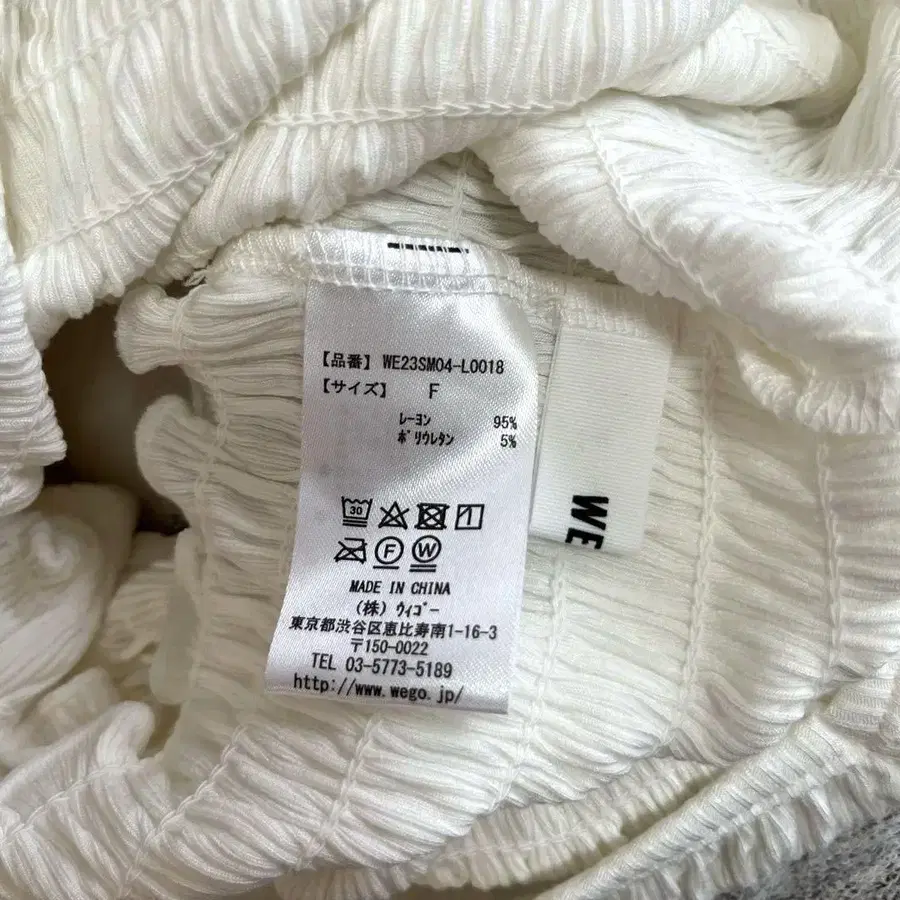 【品番】 WE23SM04-L0018
【サイズ】 F
レーヨン 95%
ポリウレタン 5%
30
F
W
MADE IN CHINA
(株) ウィゴー
東京都渋谷区恵比寿南1-16-3
〒150-0022
TEL 03-5773-5189
http://www.wego.jp/
WE